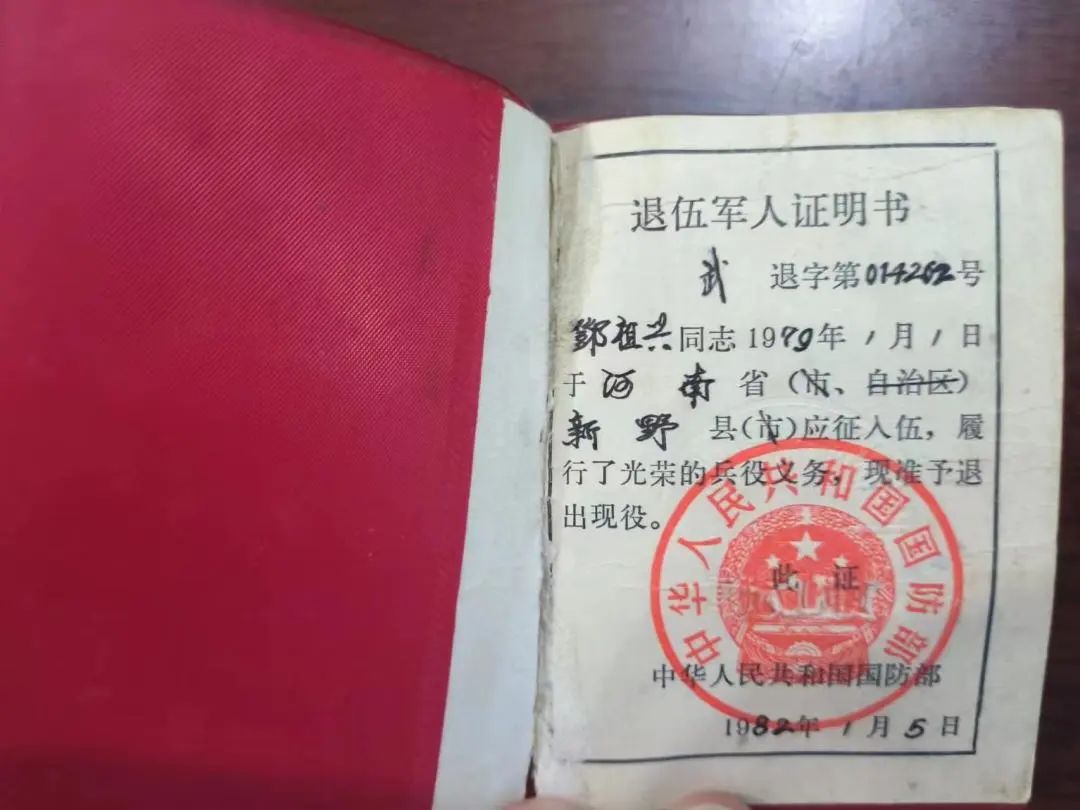 退伍军人证明书
武 退字第014262号
鄧祖兴同志1979年1月1日
于河南省(市、自治区)
新野县(市)应征入伍，履
行了光荣的兵役义务，现准予退
出现役。
此证
中华人民共和国国防部
中华人民共和国国防部
1982年1月5日